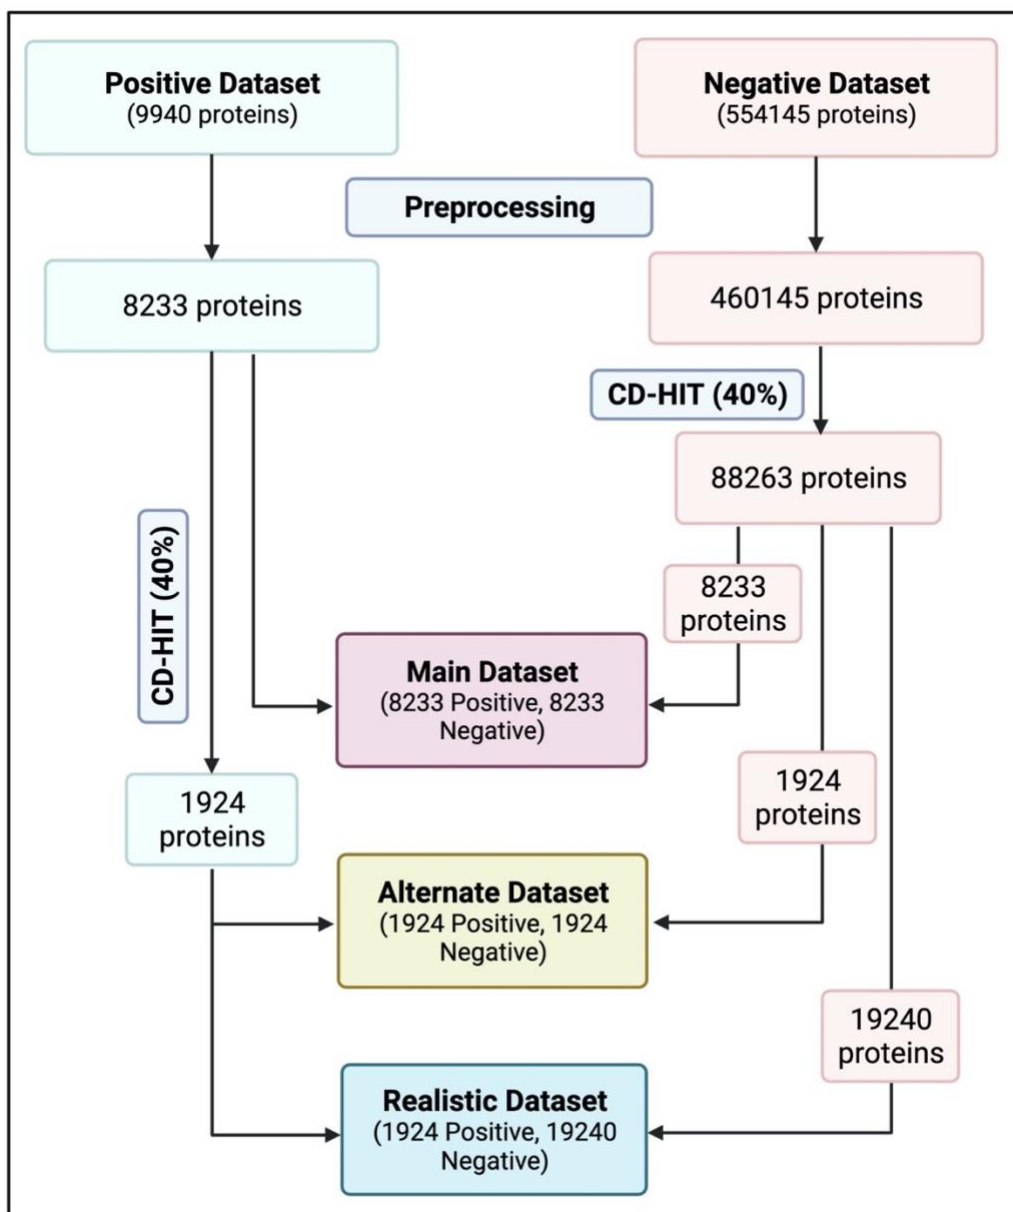 Positive Dataset
(9940 proteins)
Negative Dataset
(554145 proteins)
Preprocessing
8233 proteins
460145 proteins
CD-HIT (40%)
88263 proteins
8233
proteins
CD-HIT (40%)
Main Dataset
(8233 Positive, 8233
Negative)
1924
proteins
1924
proteins
Alternate Dataset
(1924 Positive, 1924
Negative)
19240
proteins
Realistic Dataset
(1924 Positive, 19240
Negative)